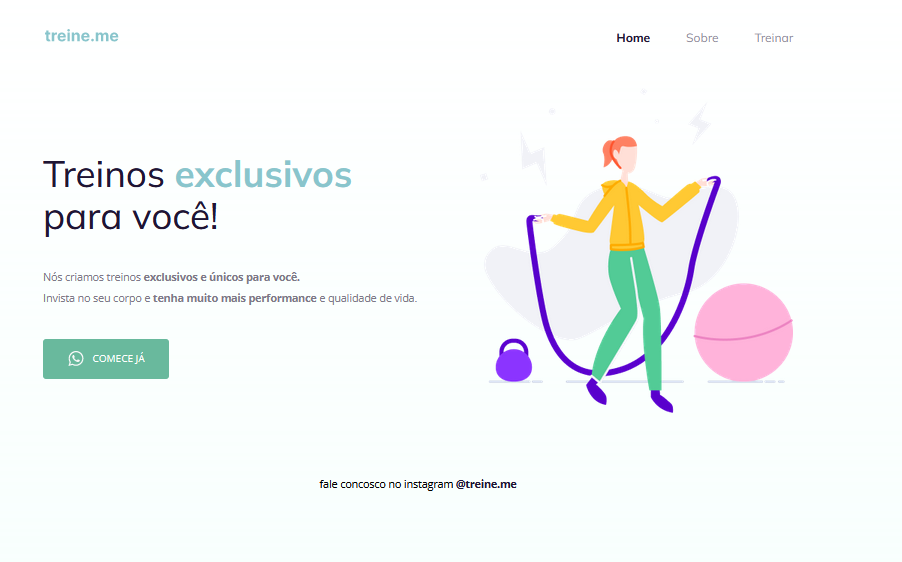 treine.me
Home
Sobre
Treinar
Treinos exclusivos
para você!
Nós criamos treinos exclusivos e únicos para você.
Invista no seu corpo e tenha muito mais performance e qualidade de vida.
COMECE JÁ
fale concosco no instagram @treine.me